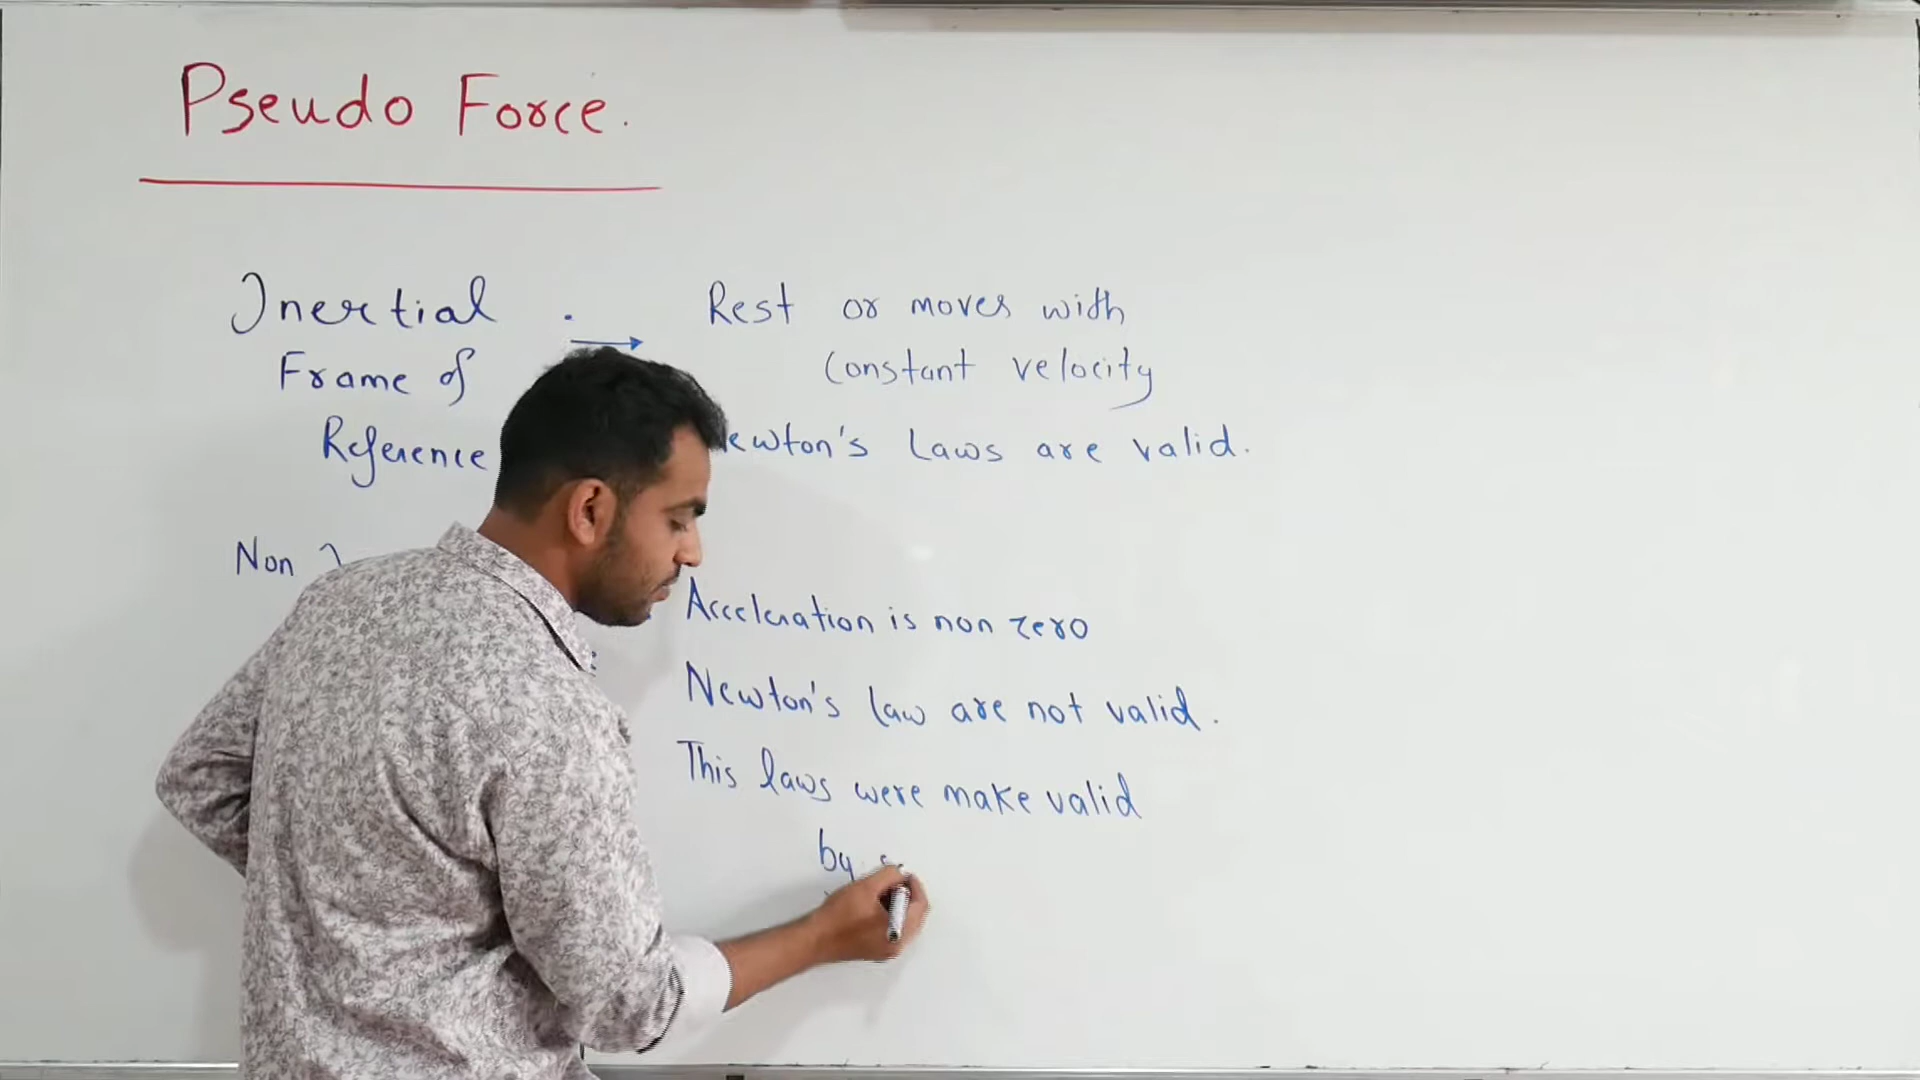 Pseudo Force.
Inertial . → Rest or moves with
Frame of constant velocity
Reference ewton's Laws are valid.
Non
Acceleration is non zero
Newton's law are not valid.
This laws were make valid
by